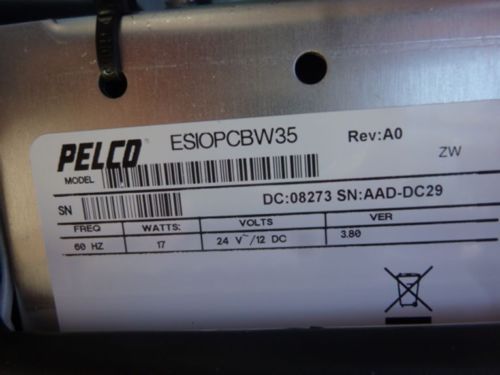 PELCO ESIOPCBW35 Rev:A0
MODEL ZW
DC:08273 SN:AAD-DC29
SN
FREQ WATTS: VOLTS VER
60 HZ 17 24 V~/12 DC 3.80